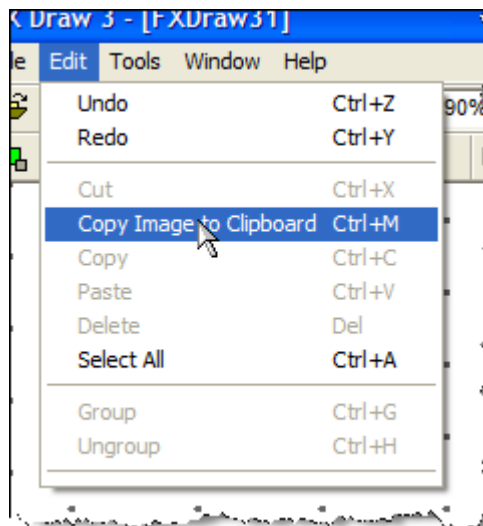 X Draw 3 - [FXDraw31]
le Edit Tools Window Help
Undo Ctrl+Z
90%
Redo Ctrl+Y
Cut Ctrl+X
Copy Image to Clipboard Ctrl+M
Copy Ctrl+C
Paste Ctrl+V
Delete Del
Select All Ctrl+A
Group Ctrl+G
Ungroup Ctrl+H